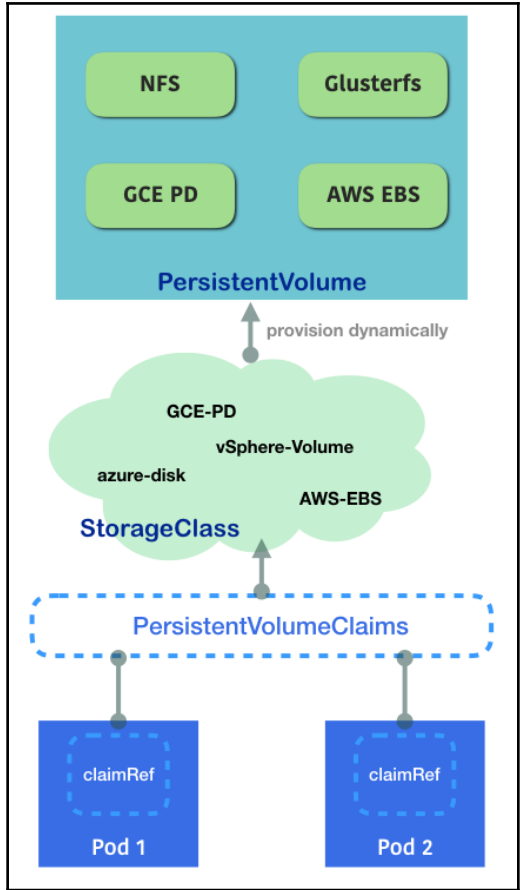 NFS
Glusterfs
GCE PD
AWS EBS
PersistentVolume
provision dynamically
GCE-PD
vSphere-Volume
azure-disk
AWS-EBS
StorageClass
PersistentVolumeClaims
claimRef
claimRef
Pod 1
Pod 2